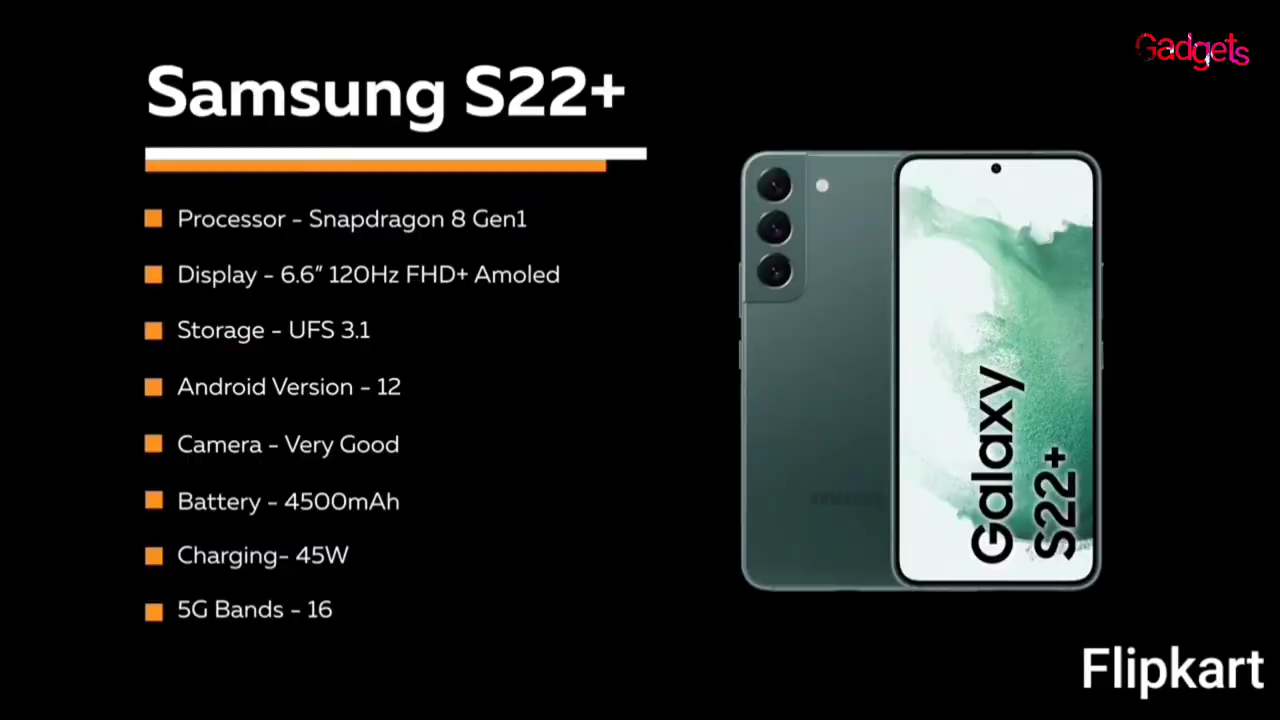 Gadgets
Samsung S22+
Processor - Snapdragon 8 Gen1
Display - 6.6" 120Hz FHD+ Amoled
Storage - UFS 3.1
Android Version - 12
Camera - Very Good
Battery - 4500mAh
Charging- 45W
5G Bands - 16
Galaxy
S22+
Flipkart